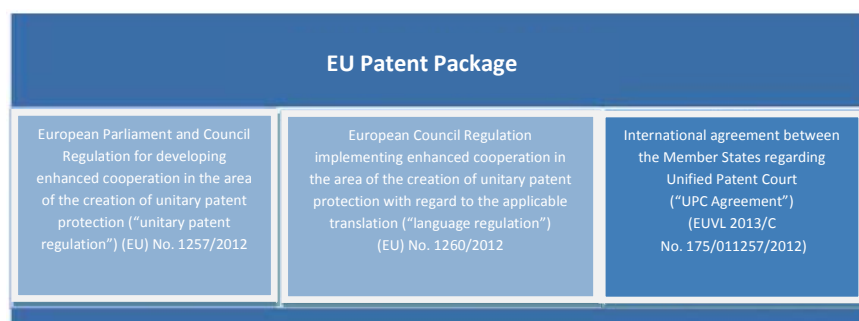 EU Patent Package
European Parliament and Council
Regulation for developing
enhanced cooperation in the area
of the creation of unitary patent
protection (“unitary patent
regulation”) (EU) No. 1257/2012
European Council Regulation
implementing enhanced cooperation in
the area of the creation of unitary patent
protection with regard to the applicable
translation (“language regulation”)
(EU) No. 1260/2012
International agreement between
the Member States regarding
Unified Patent Court
(“UPC Agreement”)
(EUVL 2013/C
No. 175/011257/2012)